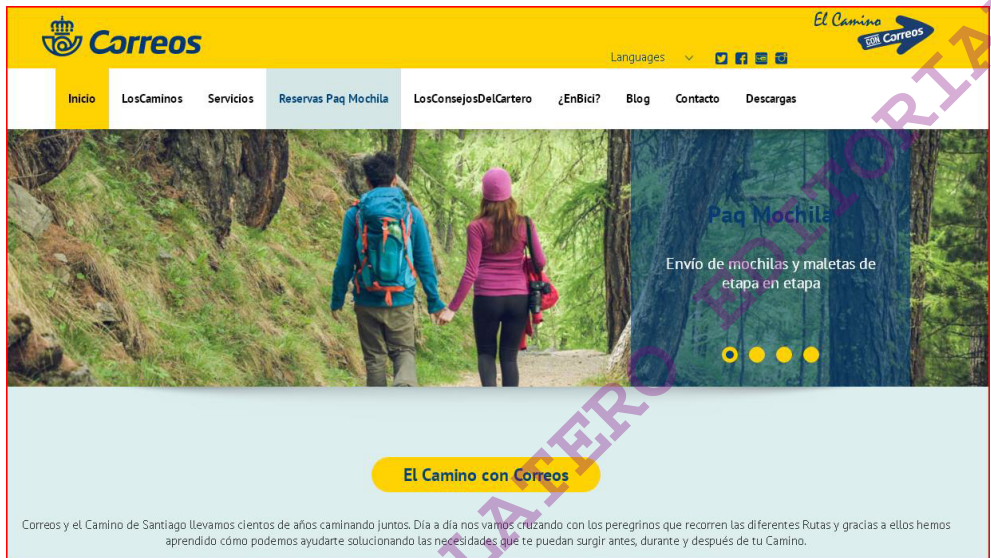 Correos
El Camino
CON Correos
Languages
Inicio
LosCaminos
Servicios
Reservas Paq Mochila
LosConsejosDelCartero
¿EnBici?
Blog
Contacto
Descargas
Paq Mochila
Envío de mochilas y maletas de
etapa en etapa
El Camino con Correos
Correos y el Camino de Santiago llevamos cientos de años caminando juntos. Día a día nos vamos cruzando con los peregrinos que recorren las diferentes Rutas y gracias a ellos hemos
aprendido cómo podemos ayudarte solucionando las necesidades que te puedan surgir antes, durante y después de tu Camino.
LATERO EDITORIA